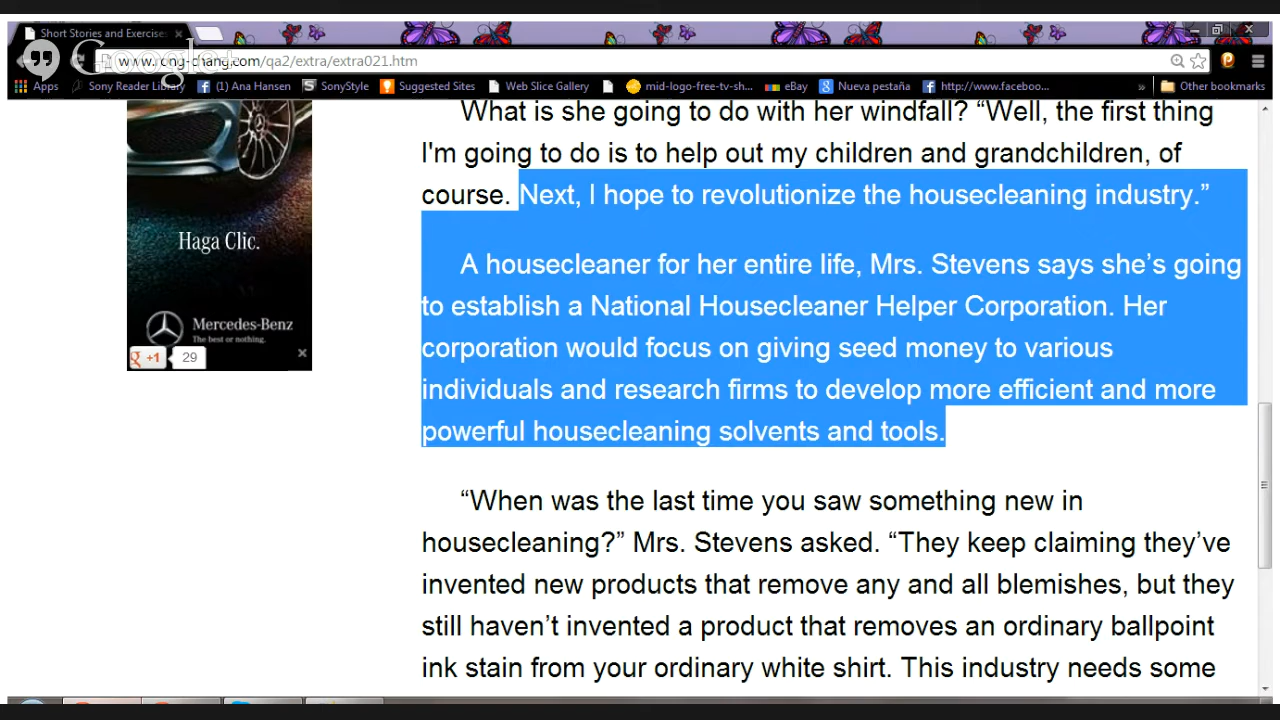 Short Stories and Exercises
Google+
www.rong-chang.com/qa2/extra/extra021.htm
Apps Sony Reader Library (1) Ana Hansen SonyStyle Suggested Sites Web Slice Gallery mid-logo-free-tv-sh... eBay Nueva pestaña http://www.faceboo... » Other bookmarks
What is she going to do with her windfall? “Well, the first thing
I'm going to do is to help out my children and grandchildren, of
course. Next, I hope to revolutionize the housecleaning industry.”
A housecleaner for her entire life, Mrs. Stevens says she’s going
to establish a National Housecleaner Helper Corporation. Her
corporation would focus on giving seed money to various
individuals and research firms to develop more efficient and more
powerful housecleaning solvents and tools.
“When was the last time you saw something new in
housecleaning?” Mrs. Stevens asked. “They keep claiming they’ve
invented new products that remove any and all blemishes, but they
still haven’t invented a product that removes an ordinary ballpoint
ink stain from your ordinary white shirt. This industry needs some
Haga Clic.
Mercedes-Benz
The best or nothing.
g +1 29